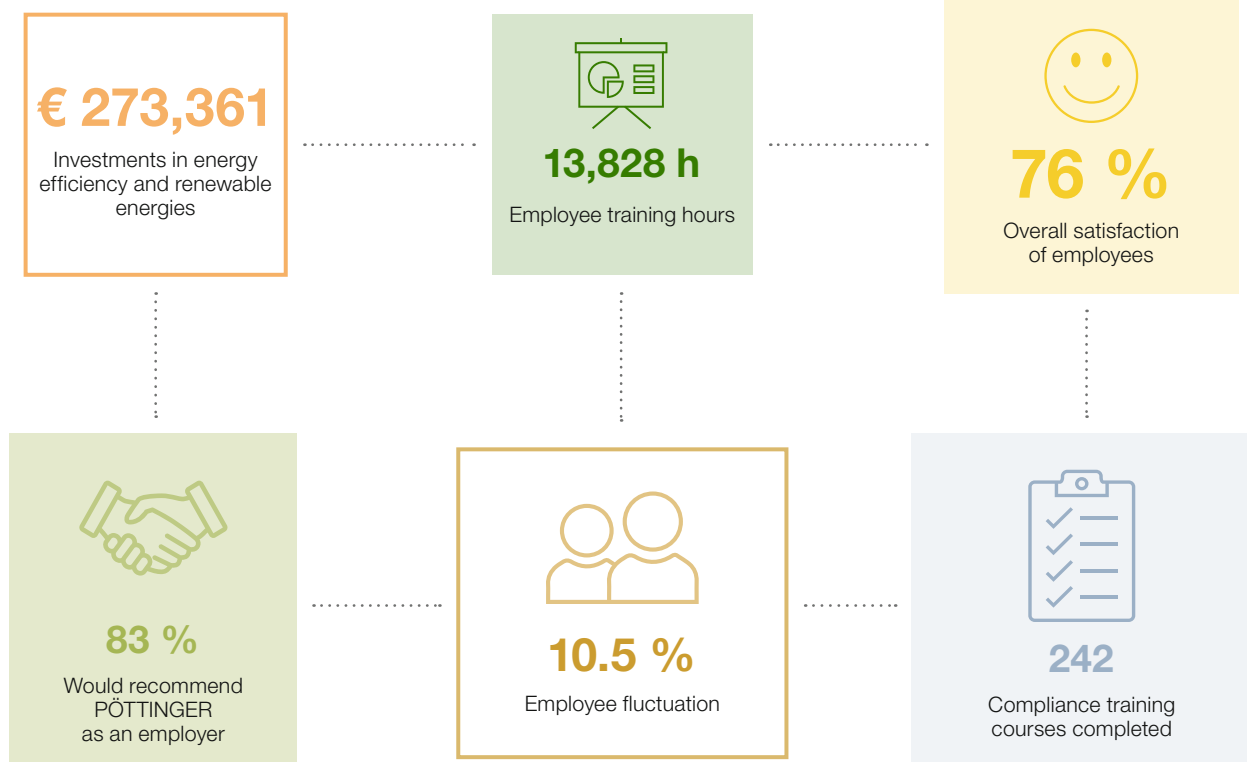 € 273,361
Investments in energy
efficiency and renewable
energies
13,828 h
Employee training hours
76 %
Overall satisfaction
of employees
83 %
Would recommend
PÖTTINGER
as an employer
10.5 %
Employee fluctuation
242
Compliance training
courses completed